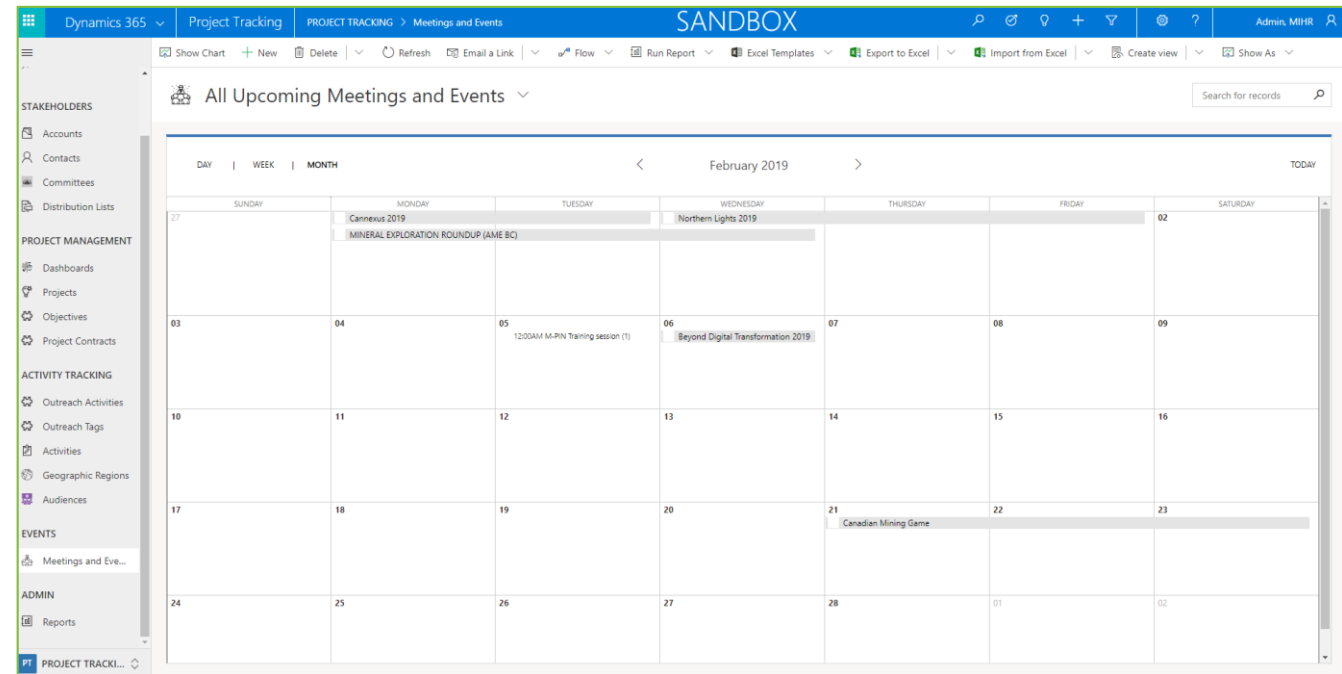 Dynamics 365 Project Tracking PROJECT TRACKING > Meetings and Events SANDBOX ? Admin, MIHR
Show Chart New Delete Refresh Email a Link Flow Run Report Excel Templates Export to Excel Import from Excel Create view Show As
All Upcoming Meetings and Events
Search for records
STAKEHOLDERS
Accounts
Contacts
Committees
Distribution Lists
PROJECT MANAGEMENT
Dashboards
Projects
Objectives
Project Contracts
ACTIVITY TRACKING
Outreach Activities
Outreach Tags
Activities
Geographic Regions
Audiences
EVENTS
Meetings and Eve...
ADMIN
Reports
PT PROJECT TRACKI...
DAY | WEEK | MONTH February 2019 TODAY
SUNDAY MONDAY TUESDAY WEDNESDAY THURSDAY FRIDAY SATURDAY
27 Cannexus 2019 Northern Lights 2019 02
MINERAL EXPLORATION ROUNDUP (AME BC)
03 04 05 06 07 08 09
12:00AM M-PIN Training session (1) Beyond Digital Transformation 2019
10 11 12 13 14 15 16
17 18 19 20 21 22 23
Canadian Mining Game
24 25 26 27 28 01 02